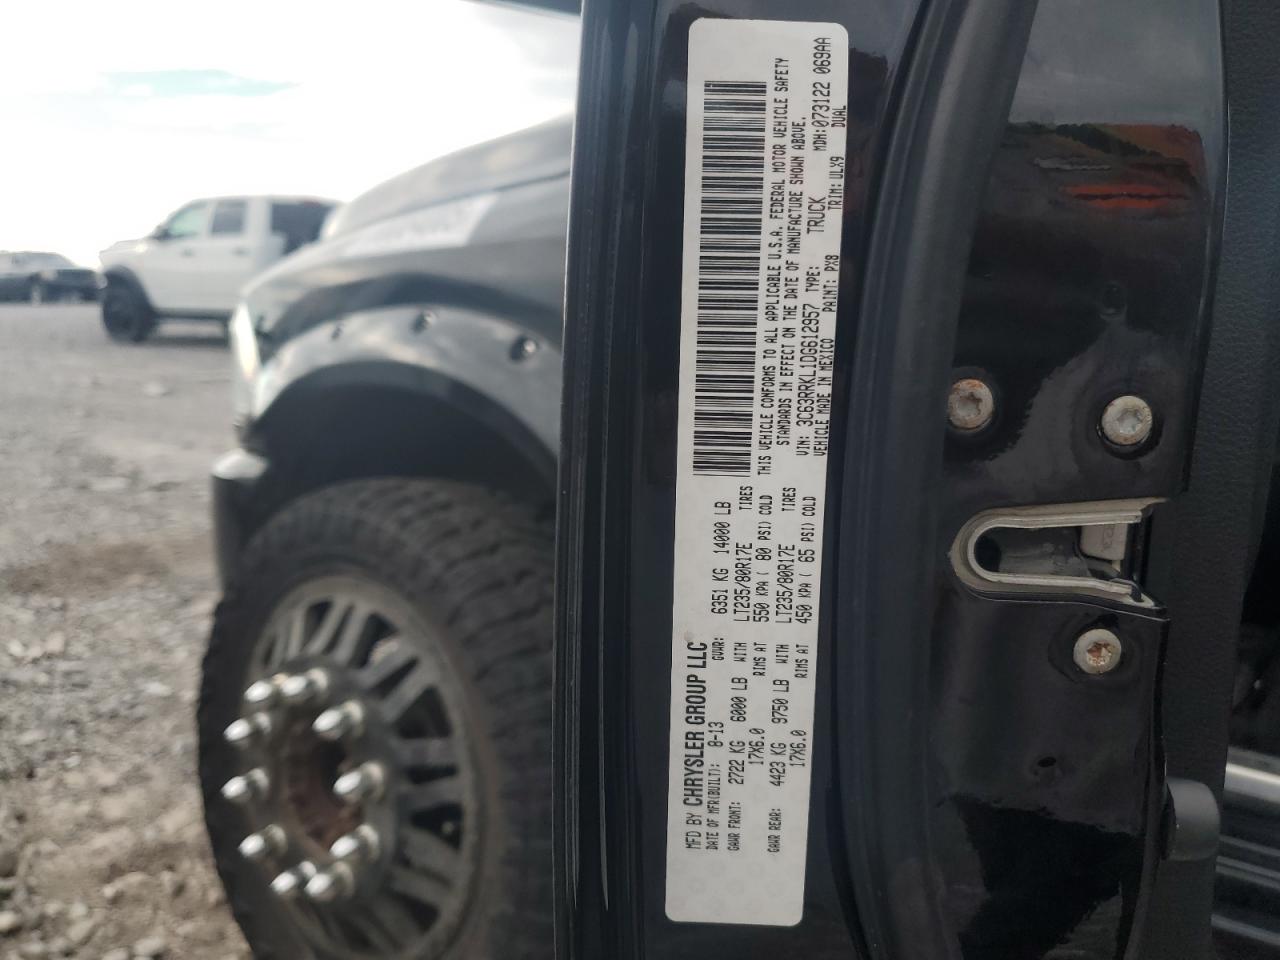 MFD BY CHRYSLER GROUP LLC
DATE OF MFR(BUILT): 8-13 GVWR: 6351 KG 14000 LB
GAWR FRONT: 2722 KG 6000 LB WITH LT235/80R17E TIRES
17X6.0 RIMS AT 550 KPA ( 80 PSI) COLD
GAWR REAR: 4423 KG 9750 LB WITH LT235/80R17E TIRES
17X6.0 RIMS AT 450 KPA ( 65 PSI) COLD
THIS VEHICLE CONFORMS TO ALL APPLICABLE U.S.A. FEDERAL MOTOR VEHICLE SAFETY
STANDARDS IN EFFECT ON THE DATE OF MANUFACTURE SHOWN ABOVE.
VIN: 3C63RRKL1DG612957 TYPE: TRUCK MDH:073122 069AA
VEHICLE MADE IN MEXICO PAINT: PX8 TRIM: ULX9 DUAL